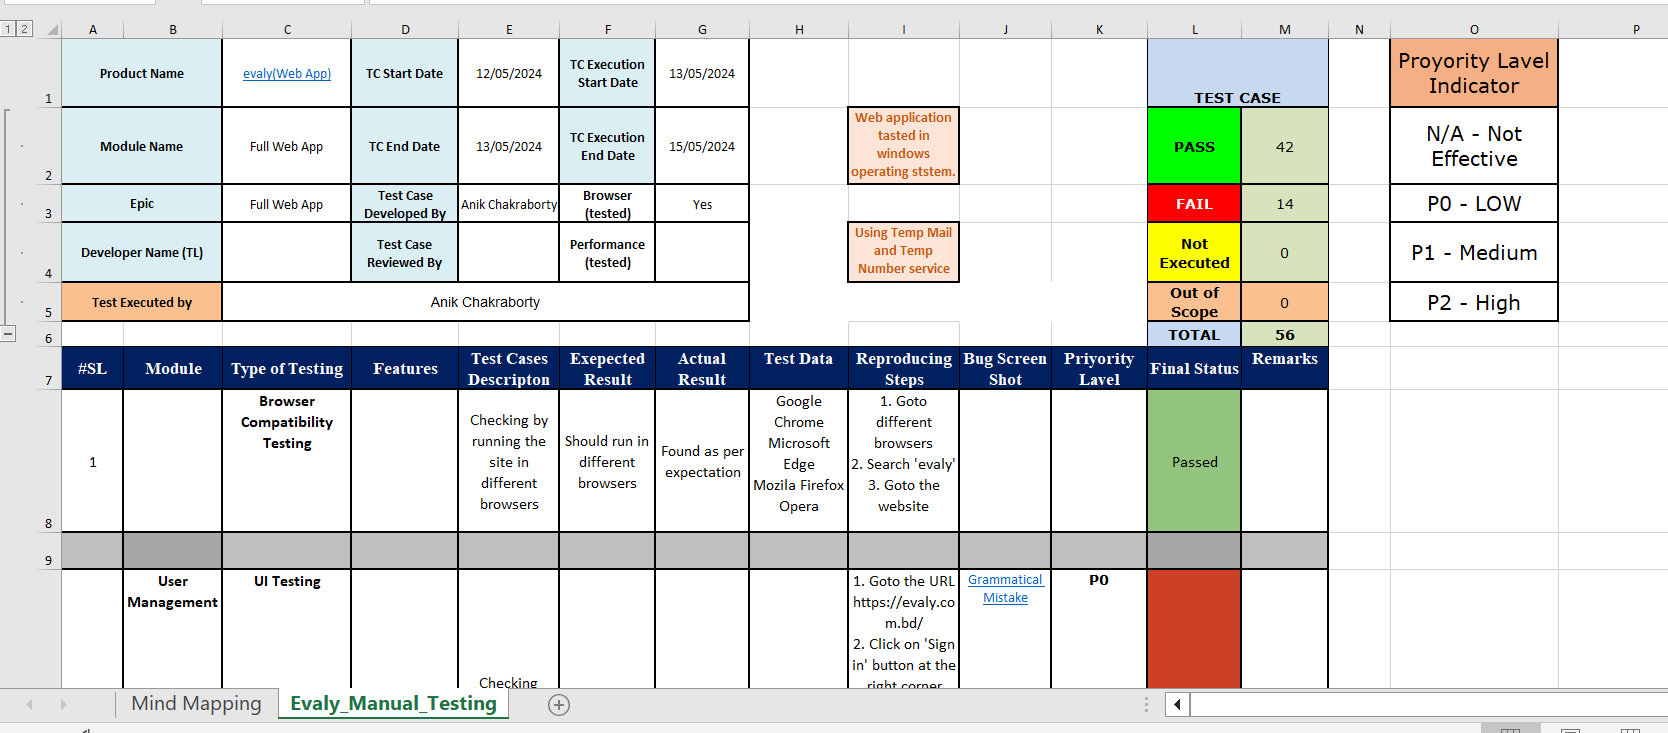 1 2 A B C D E F G H I J K L M N O P
1 Product Name evaly(Web App) TC Start Date 12/05/2024 TC Execution Start Date 13/05/2024 TEST CASE Proyority Lavel Indicator
2 Module Name Full Web App TC End Date 13/05/2024 TC Execution End Date 15/05/2024 Web application tasted in windows operating ststem. PASS 42 N/A - Not Effective
3 Epic Full Web App Test Case Developed By Anik Chakraborty Browser (tested) Yes FAIL 14 P0 - LOW
4 Developer Name (TL) Test Case Reviewed By Performance (tested) Using Temp Mail and Temp Number service Not Executed 0 P1 - Medium
5 Test Executed by Anik Chakraborty Out of Scope 0 P2 - High
6 TOTAL 56
7 #SL Module Type of Testing Features Test Cases Descripton Exepected Result Actual Result Test Data Reproducing Steps Bug Screen Shot Priyority Lavel Final Status Remarks
8 1 Browser Compatibility Testing Checking by running the site in different browsers Should run in different browsers Found as per expectation Google Chrome Microsoft Edge Mozila Firefox Opera 1. Goto different browsers 2. Search 'evaly' 3. Goto the website Passed
9
User Management UI Testing Checking 1. Goto the URL https://evaly.com.bd/ 2. Click on 'Sign in' button at the right corner Grammatical Mistake P0
Mind Mapping Evaly_Manual_Testing